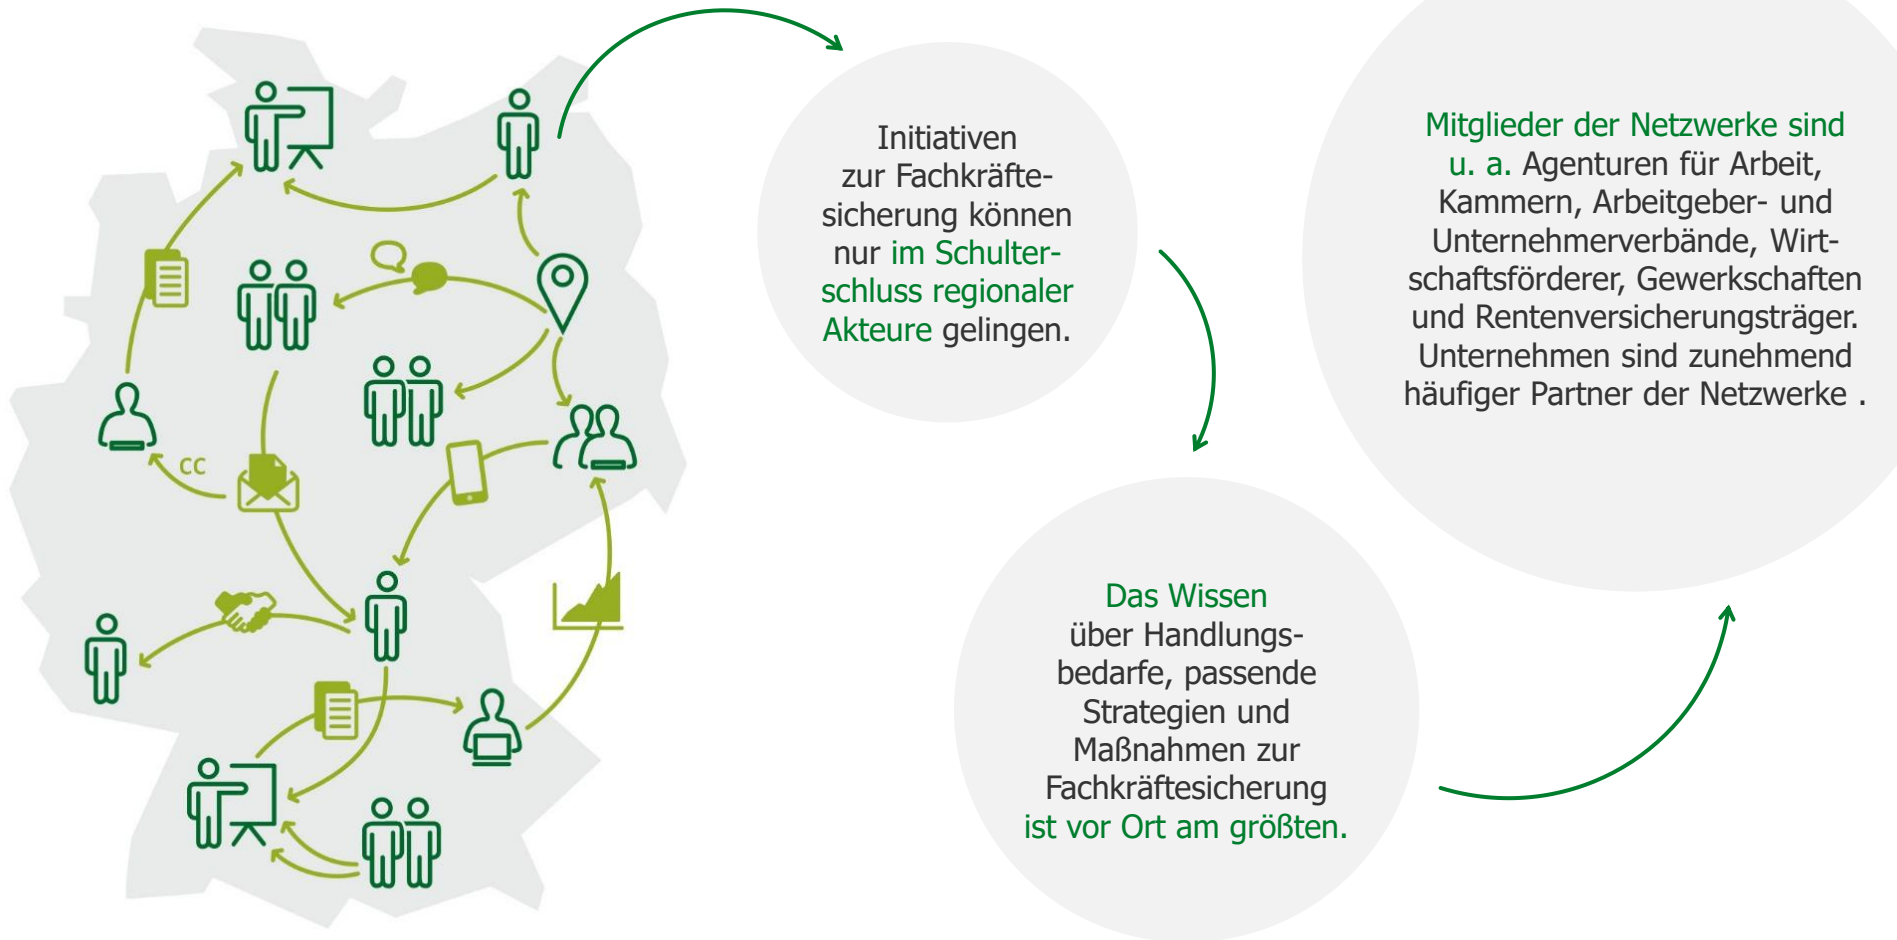 cc
Initiativen
zur Fachkräfte-
sicherung können
nur im Schulter-
schluss regionaler
Akteure gelingen.
Das Wissen
über Handlungs-
bedarfe, passende
Strategien und
Maßnahmen zur
Fachkräftesicherung
ist vor Ort am größten.
Mitglieder der Netzwerke sind
u. a. Agenturen für Arbeit,
Kammern, Arbeitgeber- und
Unternehmerverbände, Wirt-
schaftsförderer, Gewerkschaften
und Rentenversicherungsträger.
Unternehmen sind zunehmend
häufiger Partner der Netzwerke .